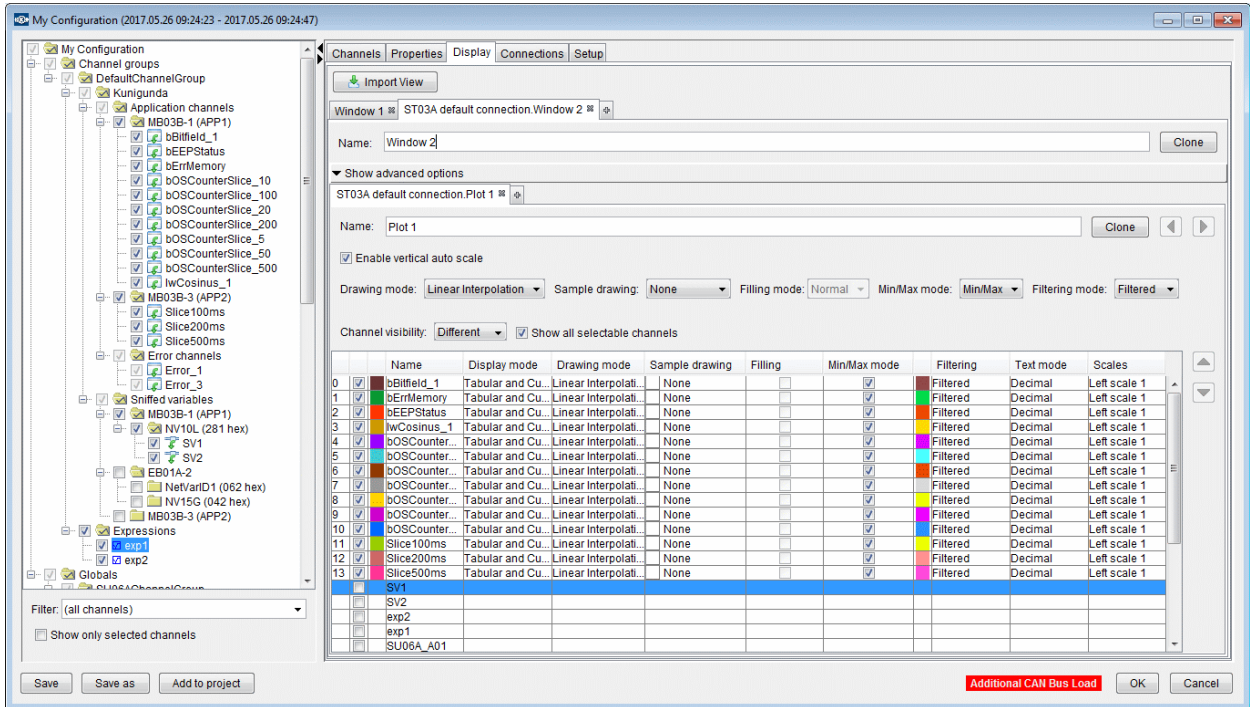 My Configuration (2017.05.26 09:24:23 - 2017.05.26 09:24:47)
My Configuration
Channel groups
DefaultChannelGroup
Kunigunda
Application channels
MB03B-1 (APP1)
bBitfield_1
bEEPStatus
bErrMemory
bOSCounterSlice_10
bOSCounterSlice_100
bOSCounterSlice_20
bOSCounterSlice_200
bOSCounterSlice_5
bOSCounterSlice_50
bOSCounterSlice_500
lwCosinus_1
MB03B-3 (APP2)
Slice100ms
Slice200ms
Slice500ms
Error channels
Error_1
Error_3
Sniffed variables
MB03B-1 (APP1)
NV10L (281 hex)
SV1
SV2
EB01A-2
NetVarID1 (062 hex)
NV15G (042 hex)
MB03B-3 (APP2)
Expressions
exp1
exp2
Globals
SU06AChannelGroup
Filter: (all channels)
Show only selected channels
Channels Properties Display Connections Setup
Import View
Window 1 ST03A default connection.Window 2
Name: Window 2 Clone
Show advanced options
ST03A default connection.Plot 1
Name: Plot 1 Clone
Enable vertical auto scale
Drawing mode: Linear Interpolation Sample drawing: None Filling mode: Normal Min/Max mode: Min/Max Filtering mode: Filtered
Channel visibility: Different Show all selectable channels
Name Display mode Drawing mode Sample drawing Filling Min/Max mode Filtering Text mode Scales
0 bBitfield_1 Tabular and Cu... Linear Interpolati... None Filtered Decimal Left scale 1
1 bErrMemory Tabular and Cu... Linear Interpolati... None Filtered Decimal Left scale 1
2 bEEPStatus Tabular and Cu... Linear Interpolati... None Filtered Decimal Left scale 1
3 lwCosinus_1 Tabular and Cu... Linear Interpolati... None Filtered Decimal Left scale 1
4 bOSCounter... Tabular and Cu... Linear Interpolati... None Filtered Decimal Left scale 1
5 bOSCounter... Tabular and Cu... Linear Interpolati... None Filtered Decimal Left scale 1
6 bOSCounter... Tabular and Cu... Linear Interpolati... None Filtered Decimal Left scale 1
7 bOSCounter... Tabular and Cu... Linear Interpolati... None Filtered Decimal Left scale 1
8 bOSCounter... Tabular and Cu... Linear Interpolati... None Filtered Decimal Left scale 1
9 bOSCounter... Tabular and Cu... Linear Interpolati... None Filtered Decimal Left scale 1
10 bOSCounter... Tabular and Cu... Linear Interpolati... None Filtered Decimal Left scale 1
11 Slice100ms Tabular and Cu... Linear Interpolati... None Filtered Decimal Left scale 1
12 Slice200ms Tabular and Cu... Linear Interpolati... None Filtered Decimal Left scale 1
13 Slice500ms Tabular and Cu... Linear Interpolati... None Filtered Decimal Left scale 1
SV1
SV2
exp2
exp1
SU06A_A01
Save Save as Add to project Additional CAN Bus Load OK Cancel